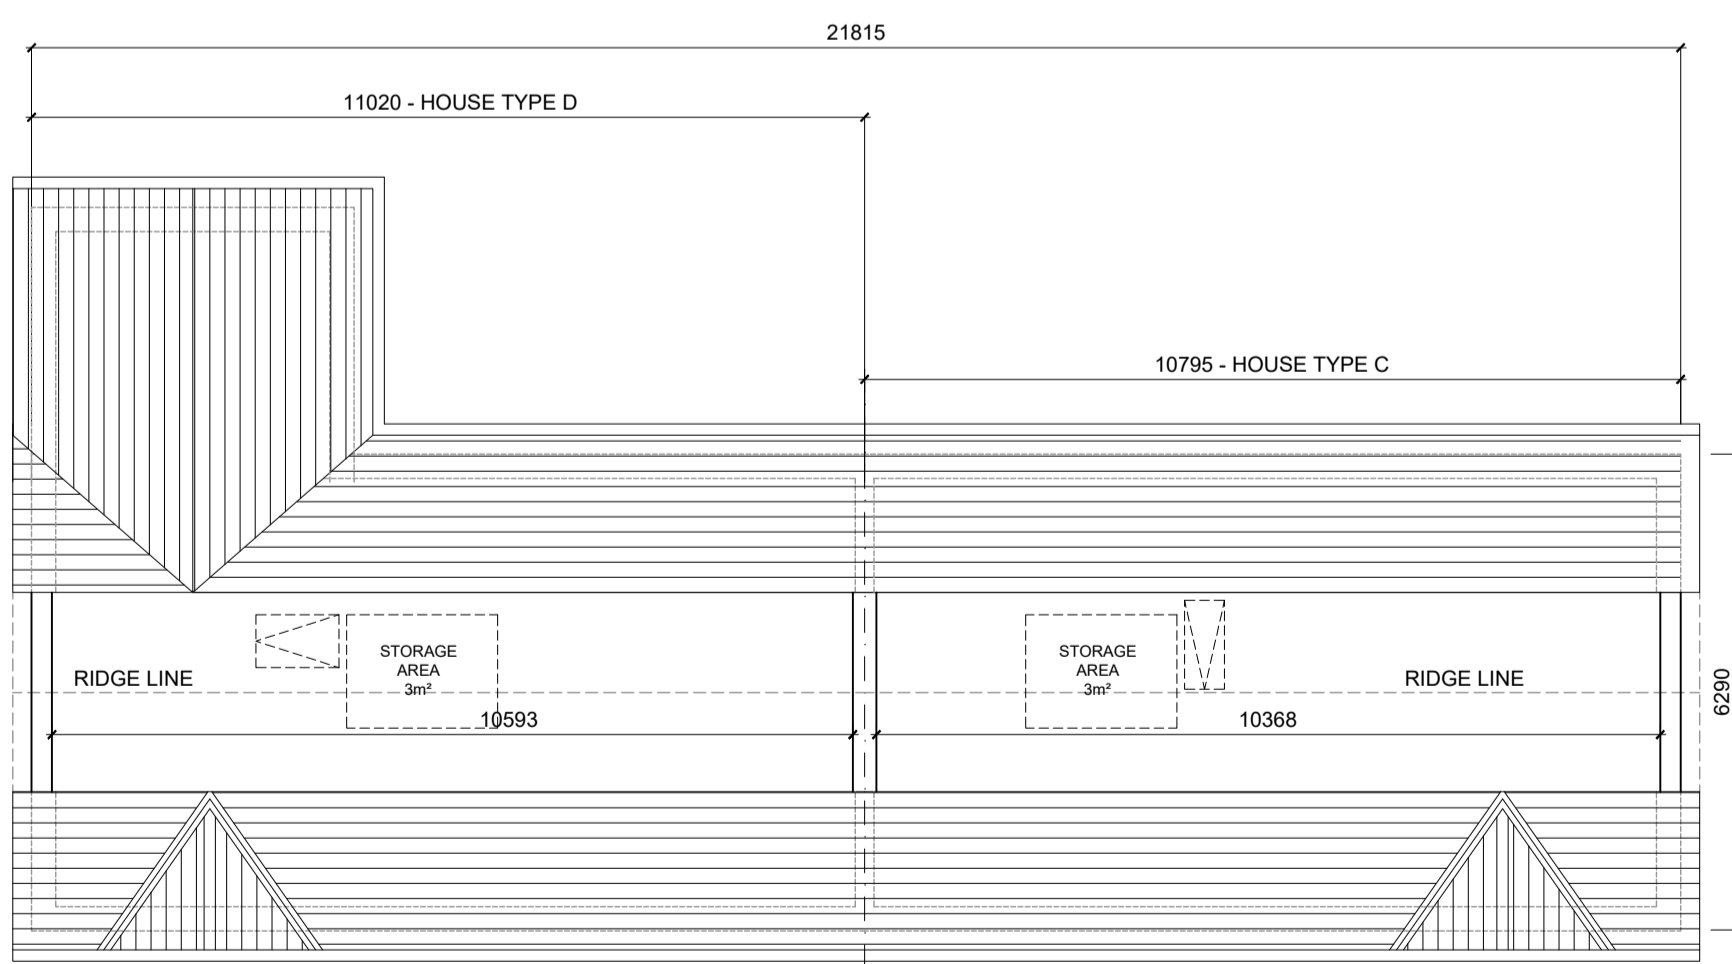 21815
11020 - HOUSE TYPE D
10795 - HOUSE TYPE C
STORAGE
AREA
3m²
STORAGE
AREA
3m²
RIDGE LINE
RIDGE LINE
6290
10593
10368